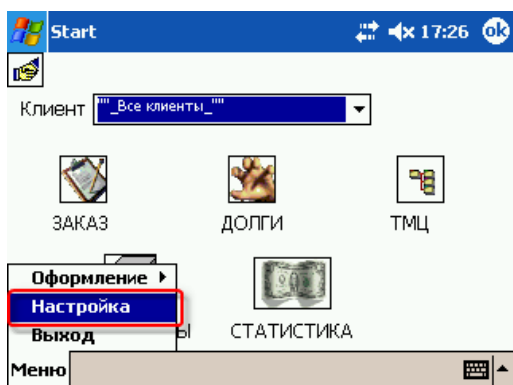 Start 17:26 ok
Клиент ""_Все клиенты_""
ЗАКАЗ ДОЛГИ ТМЦ
Оформление
Настройка
Выход
Ы СТАТИСТИКА
Меню